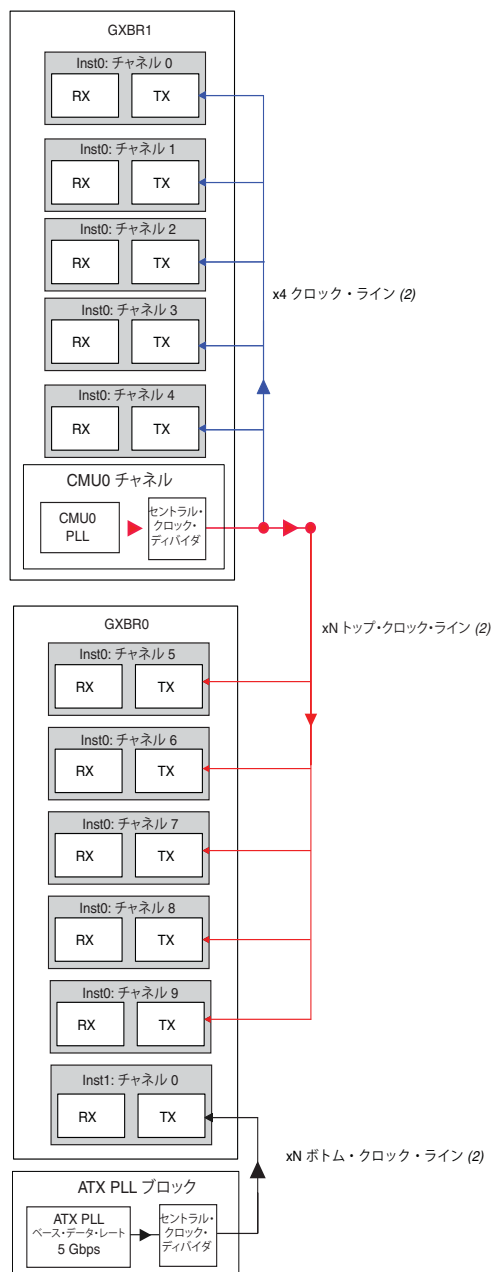 GXBR1
Inst0: チャネル 0
RX
TX
Inst0: チャネル 1
RX
TX
Inst0: チャネル 2
RX
TX
x4 クロック・ライン (2)
Inst0: チャネル 3
RX
TX
Inst0: チャネル 4
RX
TX
CMU0 チャネル
CMU0
PLL
セントラル・
クロック・
ディバイダ
GXBR0
xN トップ・クロック・ライン (2)
Inst0: チャネル 5
RX
TX
Inst0: チャネル 6
RX
TX
Inst0: チャネル 7
RX
TX
Inst0: チャネル 8
RX
TX
Inst0: チャネル 9
RX
TX
Inst1: チャネル 0
RX
TX
xN ボトム・クロック・ライン (2)
ATX PLL ブロック
ATX PLL
ベース・データ・レート
5 Gbps
セントラル・
クロック・
ディバイダ